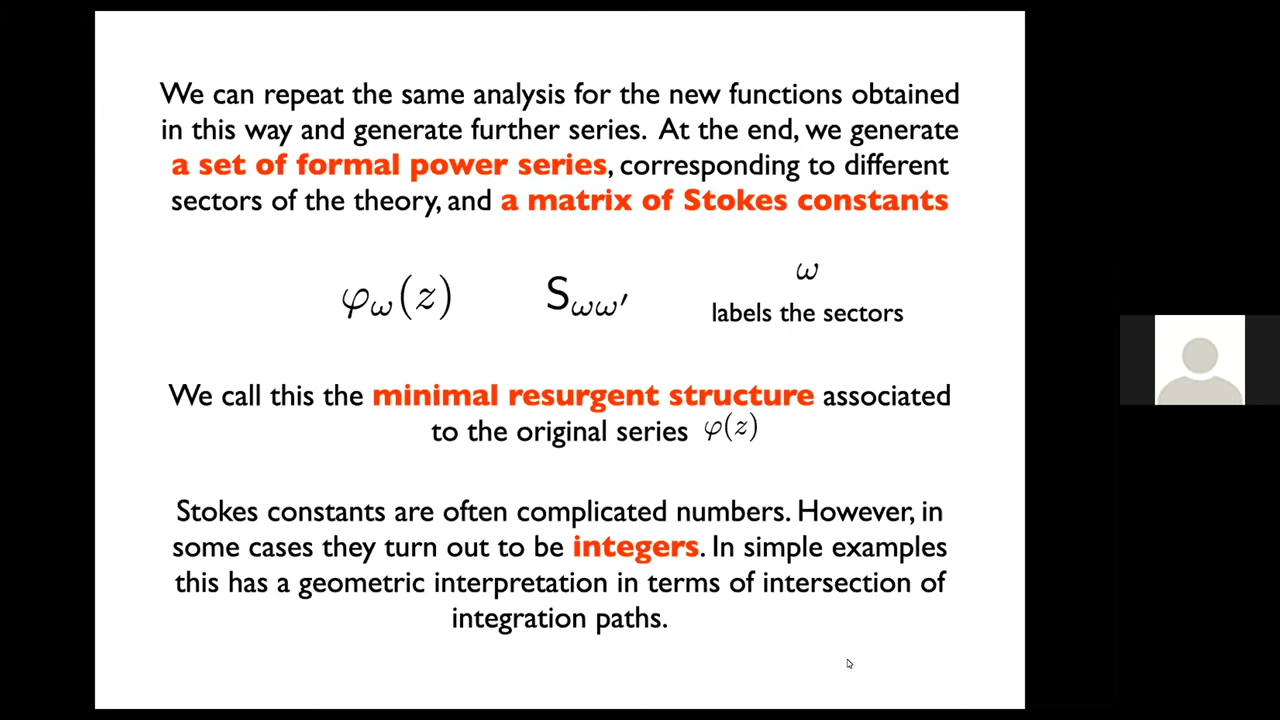 We can repeat the same analysis for the new functions obtained
in this way and generate further series. At the end, we generate
a set of formal power series, corresponding to different
sectors of the theory, and a matrix of Stokes constants
φ_ω(z) S_ωω′ ω
labels the sectors
We call this the minimal resurgent structure associated
to the original series φ(z)
Stokes constants are often complicated numbers. However, in
some cases they turn out to be integers. In simple examples
this has a geometric interpretation in terms of intersection of
integration paths.